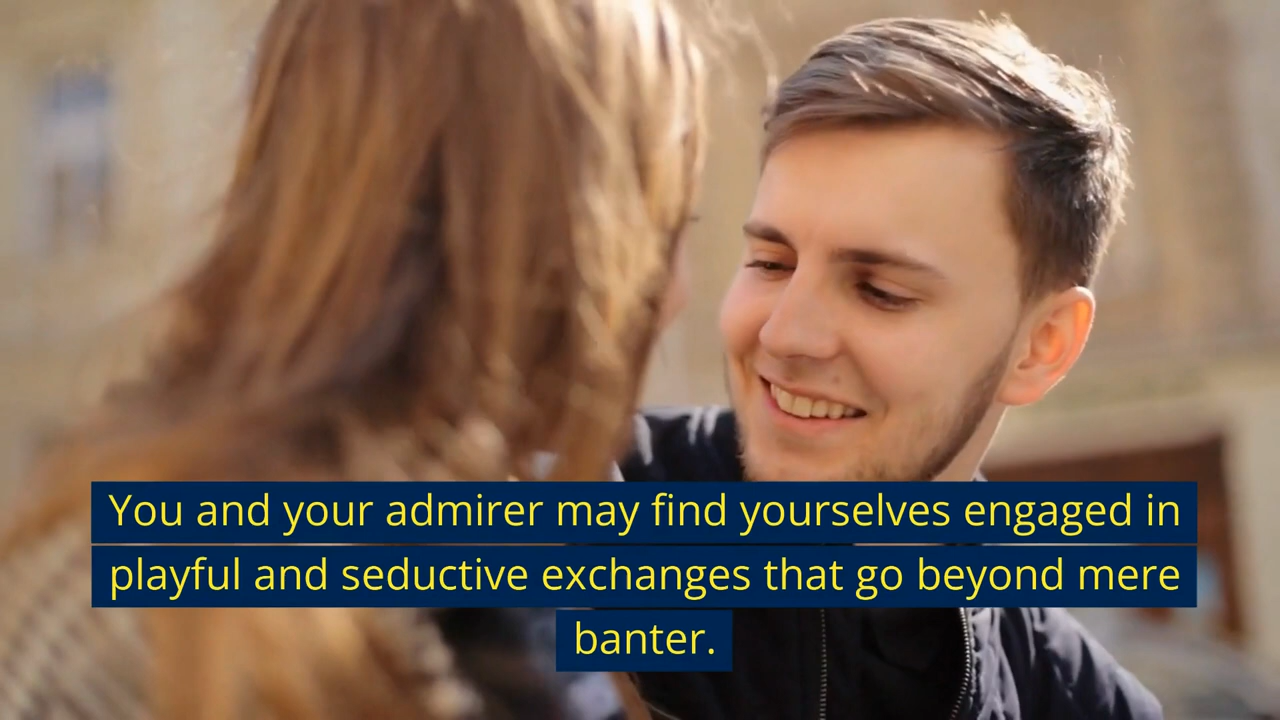 You and your admirer may find yourselves engaged in
playful and seductive exchanges that go beyond mere
banter.